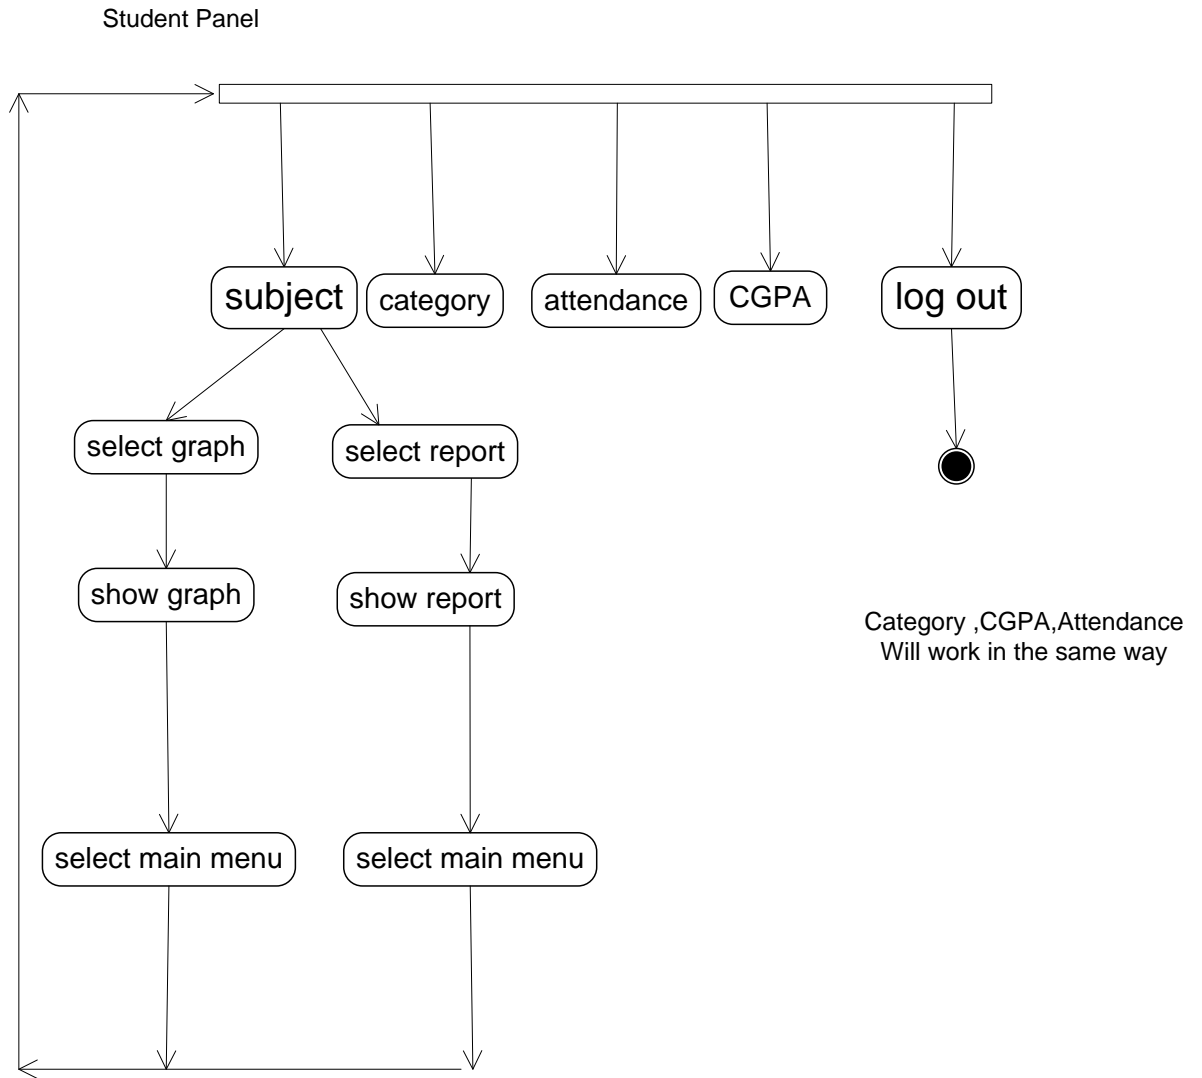 Student Panel
subject
category
attendance
CGPA
log out
select graph
select report
show graph
show report
Category ,CGPA,Attendance
Will work in the same way
select main menu
select main menu